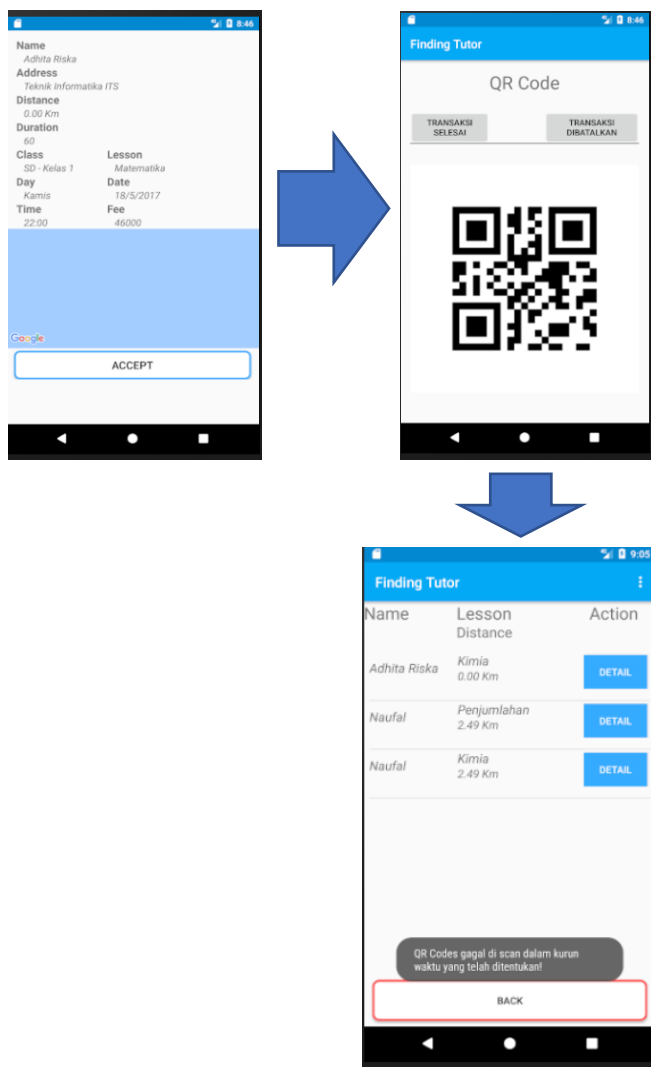 8:46
Name
Adhita Riska
Address
Teknik Informatika ITS
Distance
0.00 Km
Duration
60
Class Lesson
SD - Kelas 1 Matematika
Day Date
Kamis 18/5/2017
Time Fee
22:00 46000
Google
ACCEPT
8:46
Finding Tutor
QR Code
TRANSAKSI
SELESAI
TRANSAKSI
DIBATALKAN
9:05
Finding Tutor
Name Lesson Action
Distance
Adhita Riska Kimia DETAIL
0.00 Km
Naufal Penjumlahan DETAIL
2.49 Km
Naufal Kimia DETAIL
2.49 Km
QR Codes gagal di scan dalam kurun
waktu yang telah ditentukan!
BACK